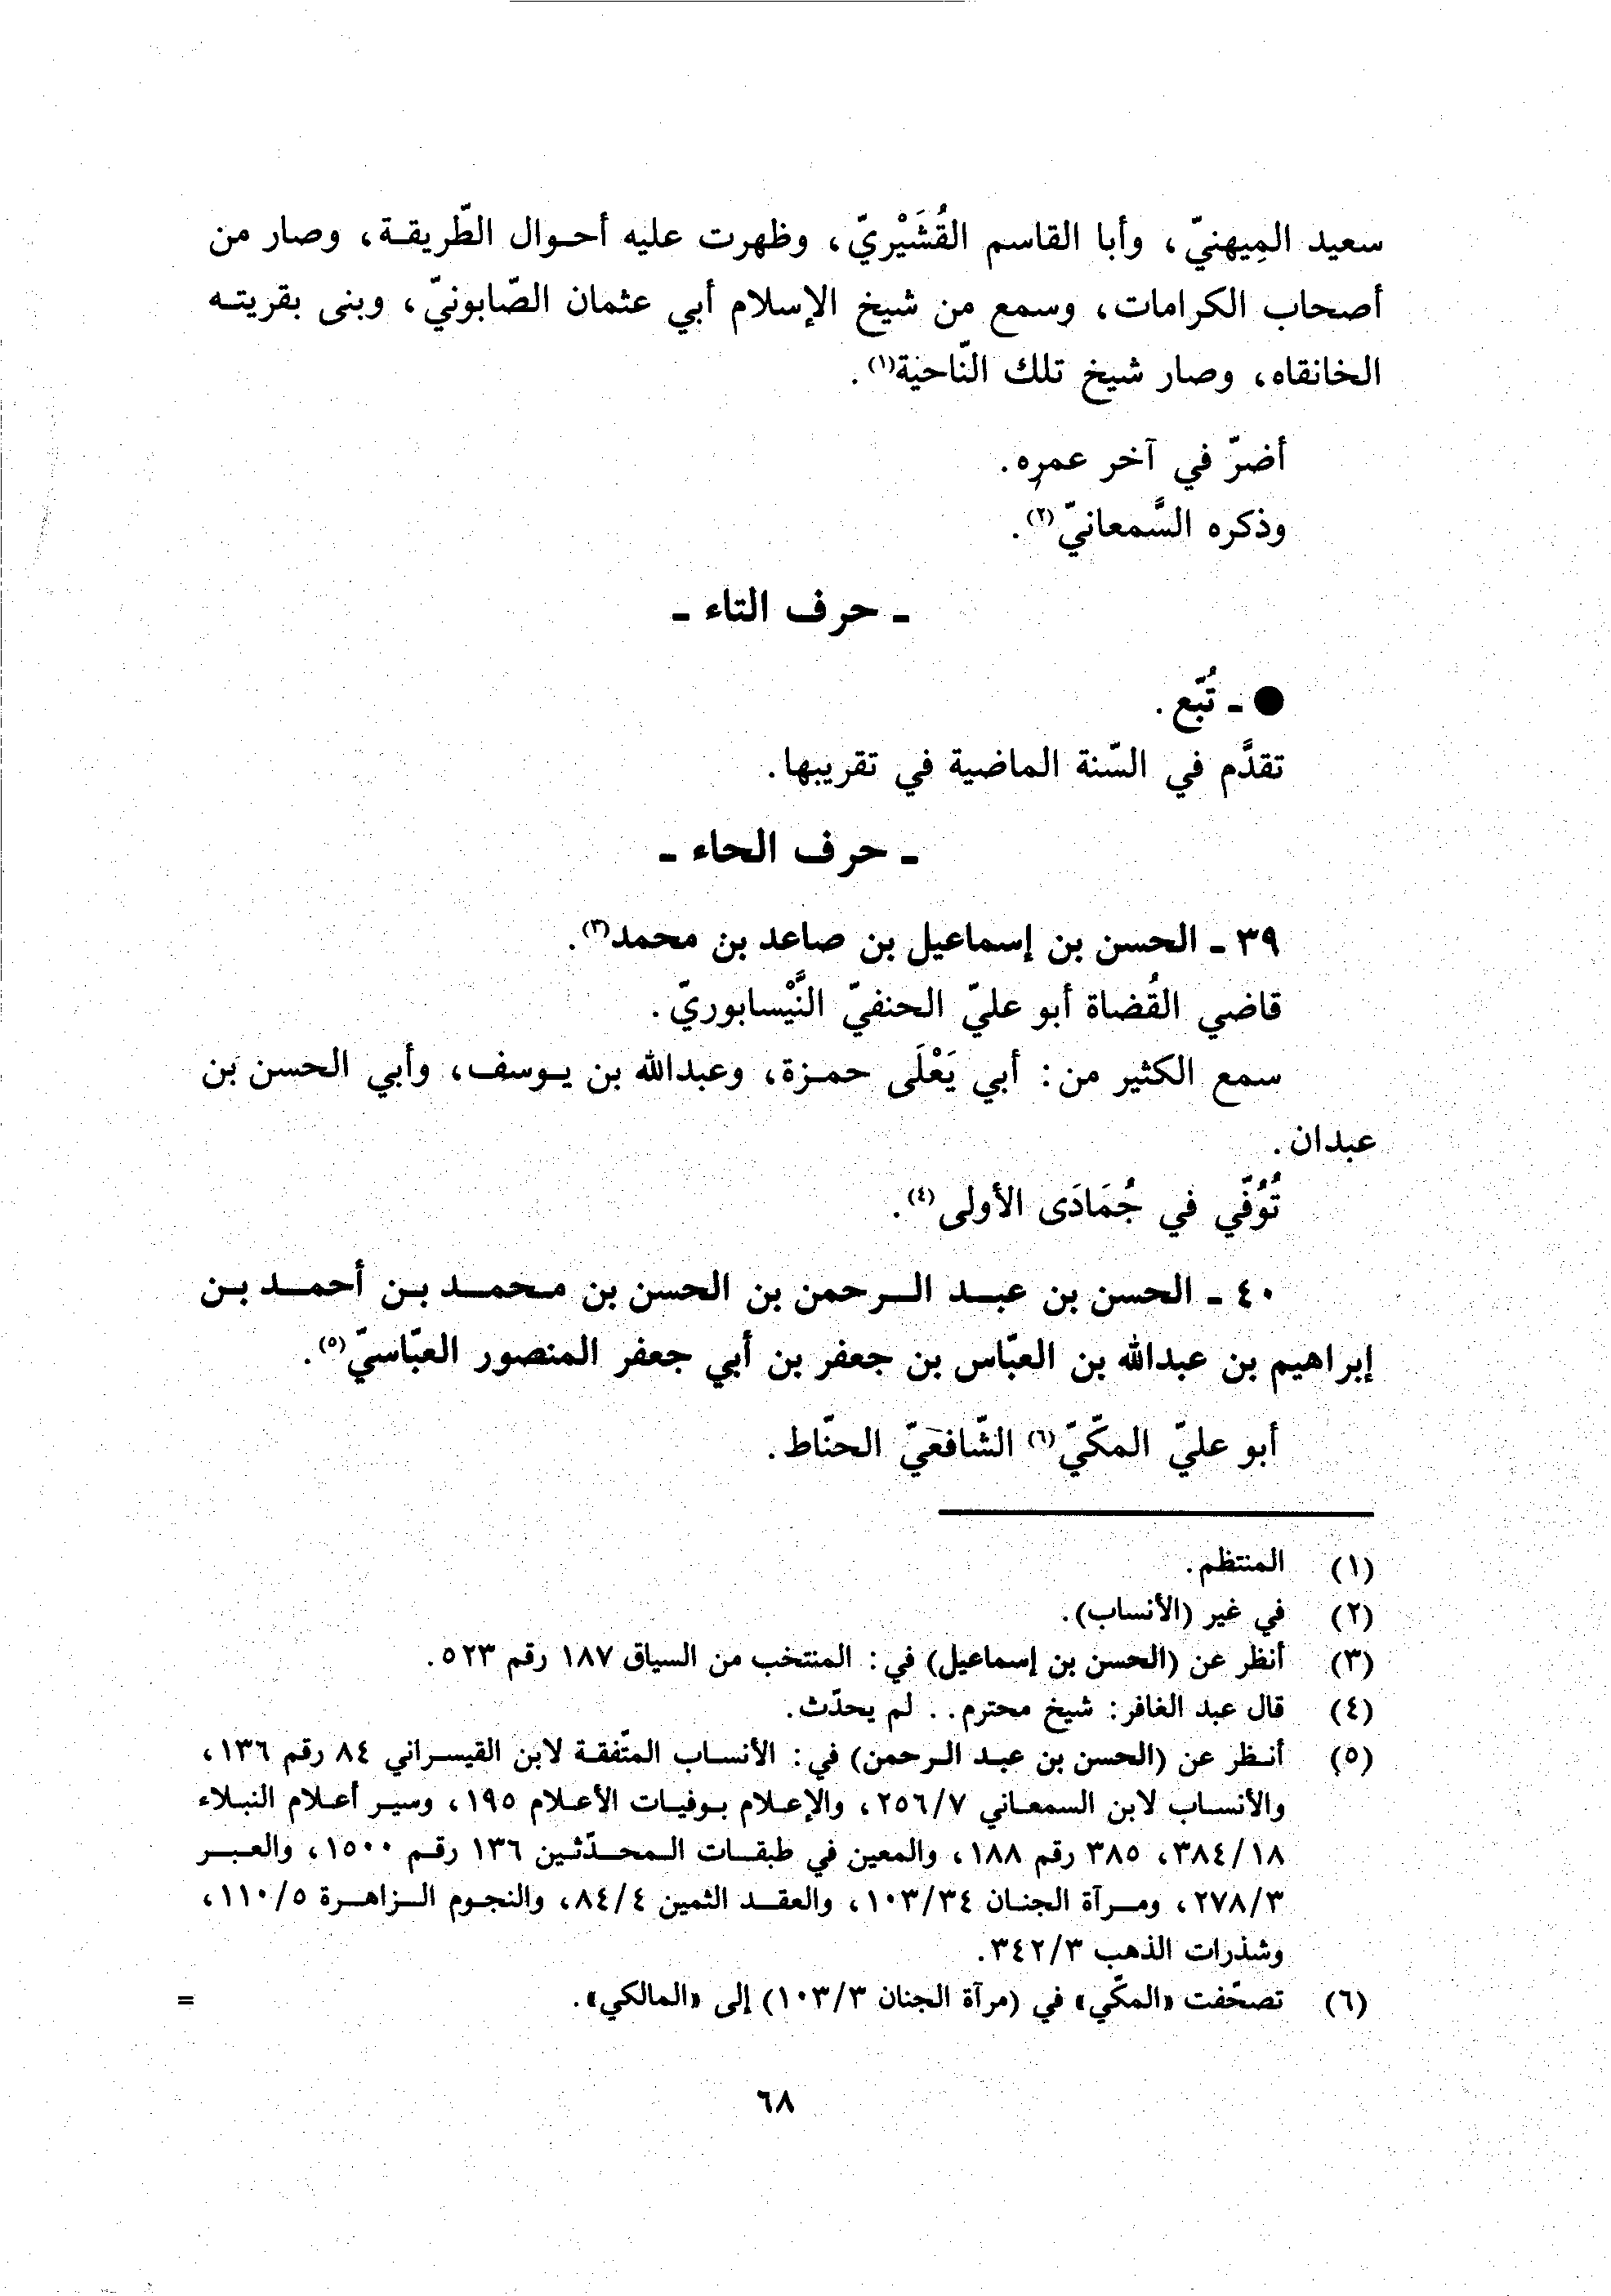 سعيد المِيهنيّ، وأبا القاسم القُشَيْريّ، وظهرت عليه أحوال الطّريقة، وصار من
أصحاب الكرامات، وسمع من شيخ الإسلام أبي عثمان الصّابونيّ، وبنى بقريته
الخانقاه، وصار شيخ تلك النّاحية(١).
أضرّ في آخر عمره.
وذكره السَّمعانيّ(٢).
ـ حرف التاء ـ
● ـ تُبّع.
تقدَّم في السّنة الماضية في تقريبها.
ـ حرف الحاء ـ
٣٩ ـ الحسن بن إسماعيل بن صاعد بن محمد(٣).
قاضي القُضاة أبو عليّ الحنفيّ النَّيْسابوريّ.
سمع الكثير من: أبي يَعْلَى حمزة، وعبدالله بن يوسف، وأبي الحسن بن
عبدان.
تُوُفّي في جُمَادَى الأولى(٤).
٤٠ ـ الحسن بن عبد الرحمن بن الحسن بن محمد بن أحمد بن
إبراهيم بن عبدالله بن العبّاس بن جعفر بن أبي جعفر المنصور العبّاسيّ(٥).
أبو عليّ المكّيّ(٦) الشّافعيّ الحنّاط.
(١) المنتظم.
(٢) في غير (الأنساب).
(٣) أنظر عن (الحسن بن إسماعيل) في: المنتخب من السياق ١٨٧ رقم ٥٢٣.
(٤) قال عبد الغافر: شيخ محترم.. لم يحدّث.
(٥) أنظر عن (الحسن بن عبد الرحمن) في: الأنساب المتّفقة لابن القيسراني ٨٤ رقم ١٣٦،
والأنساب لابن السمعاني ٢٥٦/٧، والإعلام بوفيات الأعلام ١٩٥، وسير أعلام النبلاء
٣٨٤/١٨، ٣٨٥ رقم ١٨٨، والمعين في طبقات المحدّثين ١٣٦ رقم ١٥٠٠، والعبر
٢٧٨/٣، ومرآة الجنان ١٠٣/٣٤، والعقد الثمين ٨٤/٤، والنجوم الزاهرة ١١٠/٥،
وشذرات الذهب ٣٤٢/٣.
(٦) تصحّفت «المكّي» في (مرآة الجنان ١٠٣/٣) إلى «المالكي». =
٦٨